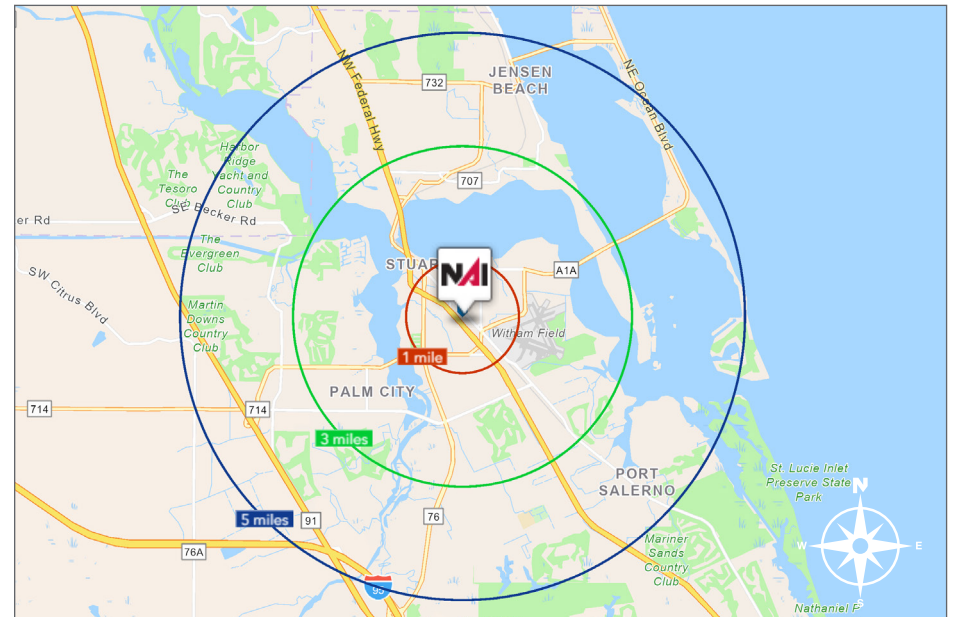 JENSEN
BEACH
732
NW Federal Hwy
NE Ocean Blvd
Harbor
Ridge
Yacht and
Country
Club
The
Tesoro
Club
707
er Rd
SE Becker Rd
The
Evergreen
Club
STUAR
NAI
A1A
SW Citrus Blvd
Martin
Downs
Country
Club
Witham Field
1 mile
PALM CITY
714
714
3 miles
PORT
SALERNO
St. Lucie Inlet
Preserve State
Park
5 miles
91
76
76A
Mariner
Sands
Country
Club
95
N
W
E
S
Nathaniel P